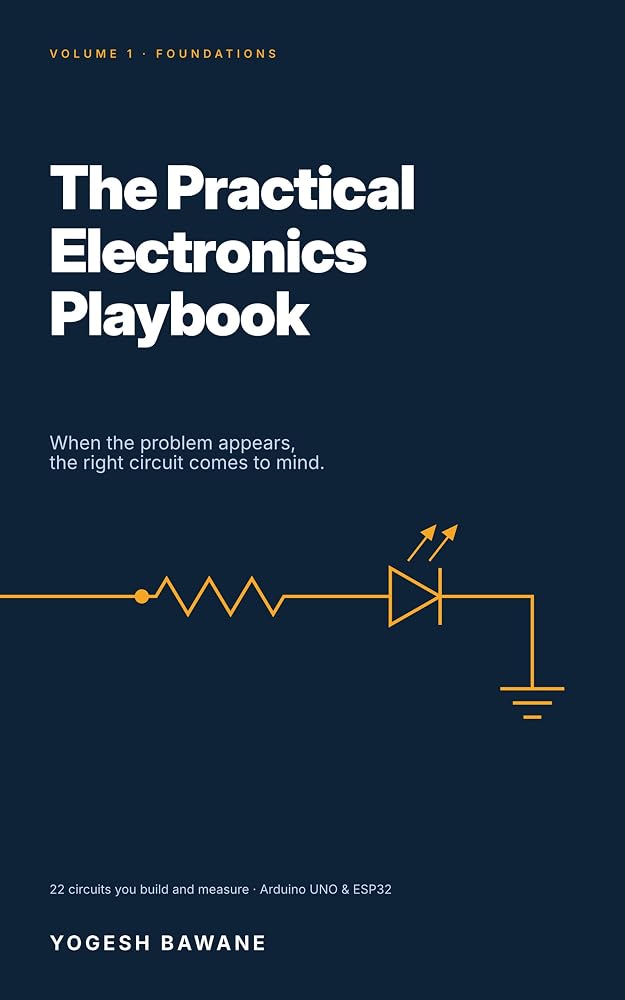 VOLUME 1 · FOUNDATIONS
The Practical
Electronics
Playbook
When the problem appears,
the right circuit comes to mind.
22 circuits you build and measure · Arduino UNO & ESP32
YOGESH BAWANE